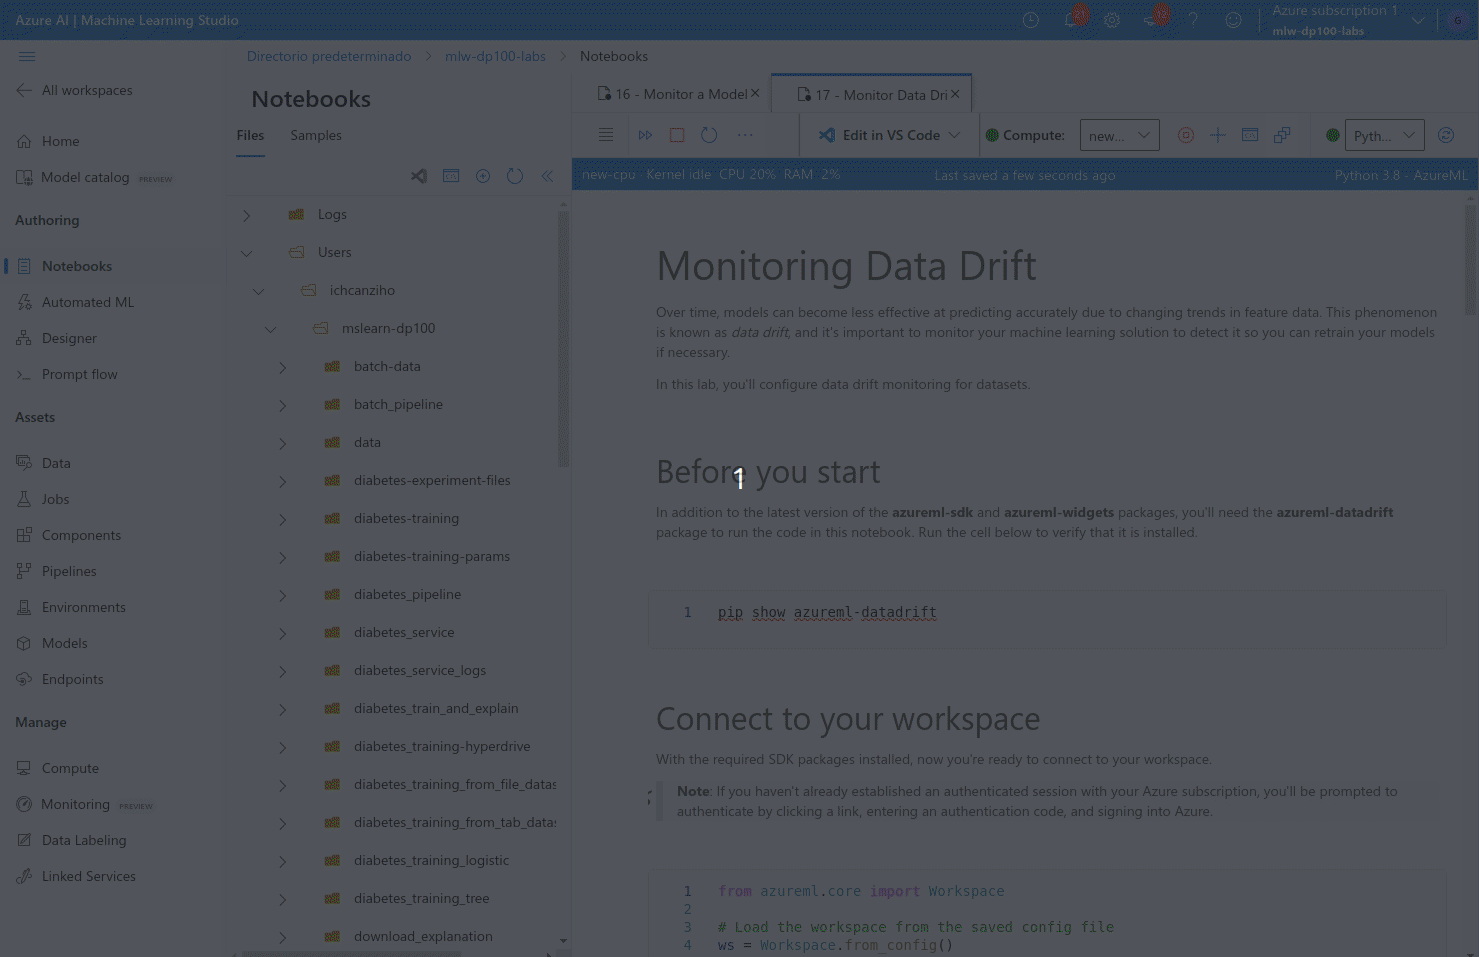 Azure AI | Machine Learning Studio
21
12
Azure subscription 1
mlw-dp100-labs
G
All workspaces
Home
Model catalog PREVIEW
Authoring
Notebooks
Automated ML
Designer
Prompt flow
Assets
Data
Jobs
Components
Pipelines
Environments
Models
Endpoints
Manage
Compute
Monitoring PREVIEW
Data Labeling
Linked Services
Directorio predeterminado > mlw-dp100-labs > Notebooks
Notebooks
Files Samples
Logs
Users
ichcanziho
mslearn-dp100
batch-data
batch_pipeline
data
diabetes-experiment-files
diabetes-training
diabetes-training-params
diabetes_pipeline
diabetes_service
diabetes_service_logs
diabetes_train_and_explain
diabetes_training-hyperdrive
diabetes_training_from_file_datas
diabetes_training_from_tab_datas
diabetes_training_logistic
diabetes_training_tree
download_explanation
16 - Monitor a Model
17 - Monitor Data Dri
Edit in VS Code
Compute: new...
Pyth...
new-cpu · Kernel idle CPU 20% RAM 2%
Last saved a few seconds ago
Python 3.8 - AzureML
Monitoring Data Drift
Over time, models can become less effective at predicting accurately due to changing trends in feature data. This phenomenon
is known as data drift, and it's important to monitor your machine learning solution to detect it so you can retrain your models
if necessary.
In this lab, you'll configure data drift monitoring for datasets.
Before you start
1
In addition to the latest version of the azureml-sdk and azureml-widgets packages, you'll need the azureml-datadrift
package to run the code in this notebook. Run the cell below to verify that it is installed.
1 pip show azureml-datadrift
Connect to your workspace
With the required SDK packages installed, now you're ready to connect to your workspace.
Note: If you haven't already established an authenticated session with your Azure subscription, you'll be prompted to
authenticate by clicking a link, entering an authentication code, and signing into Azure.
1 from azureml.core import Workspace
2
3 # Load the workspace from the saved config file
4 ws = Workspace.from_config()